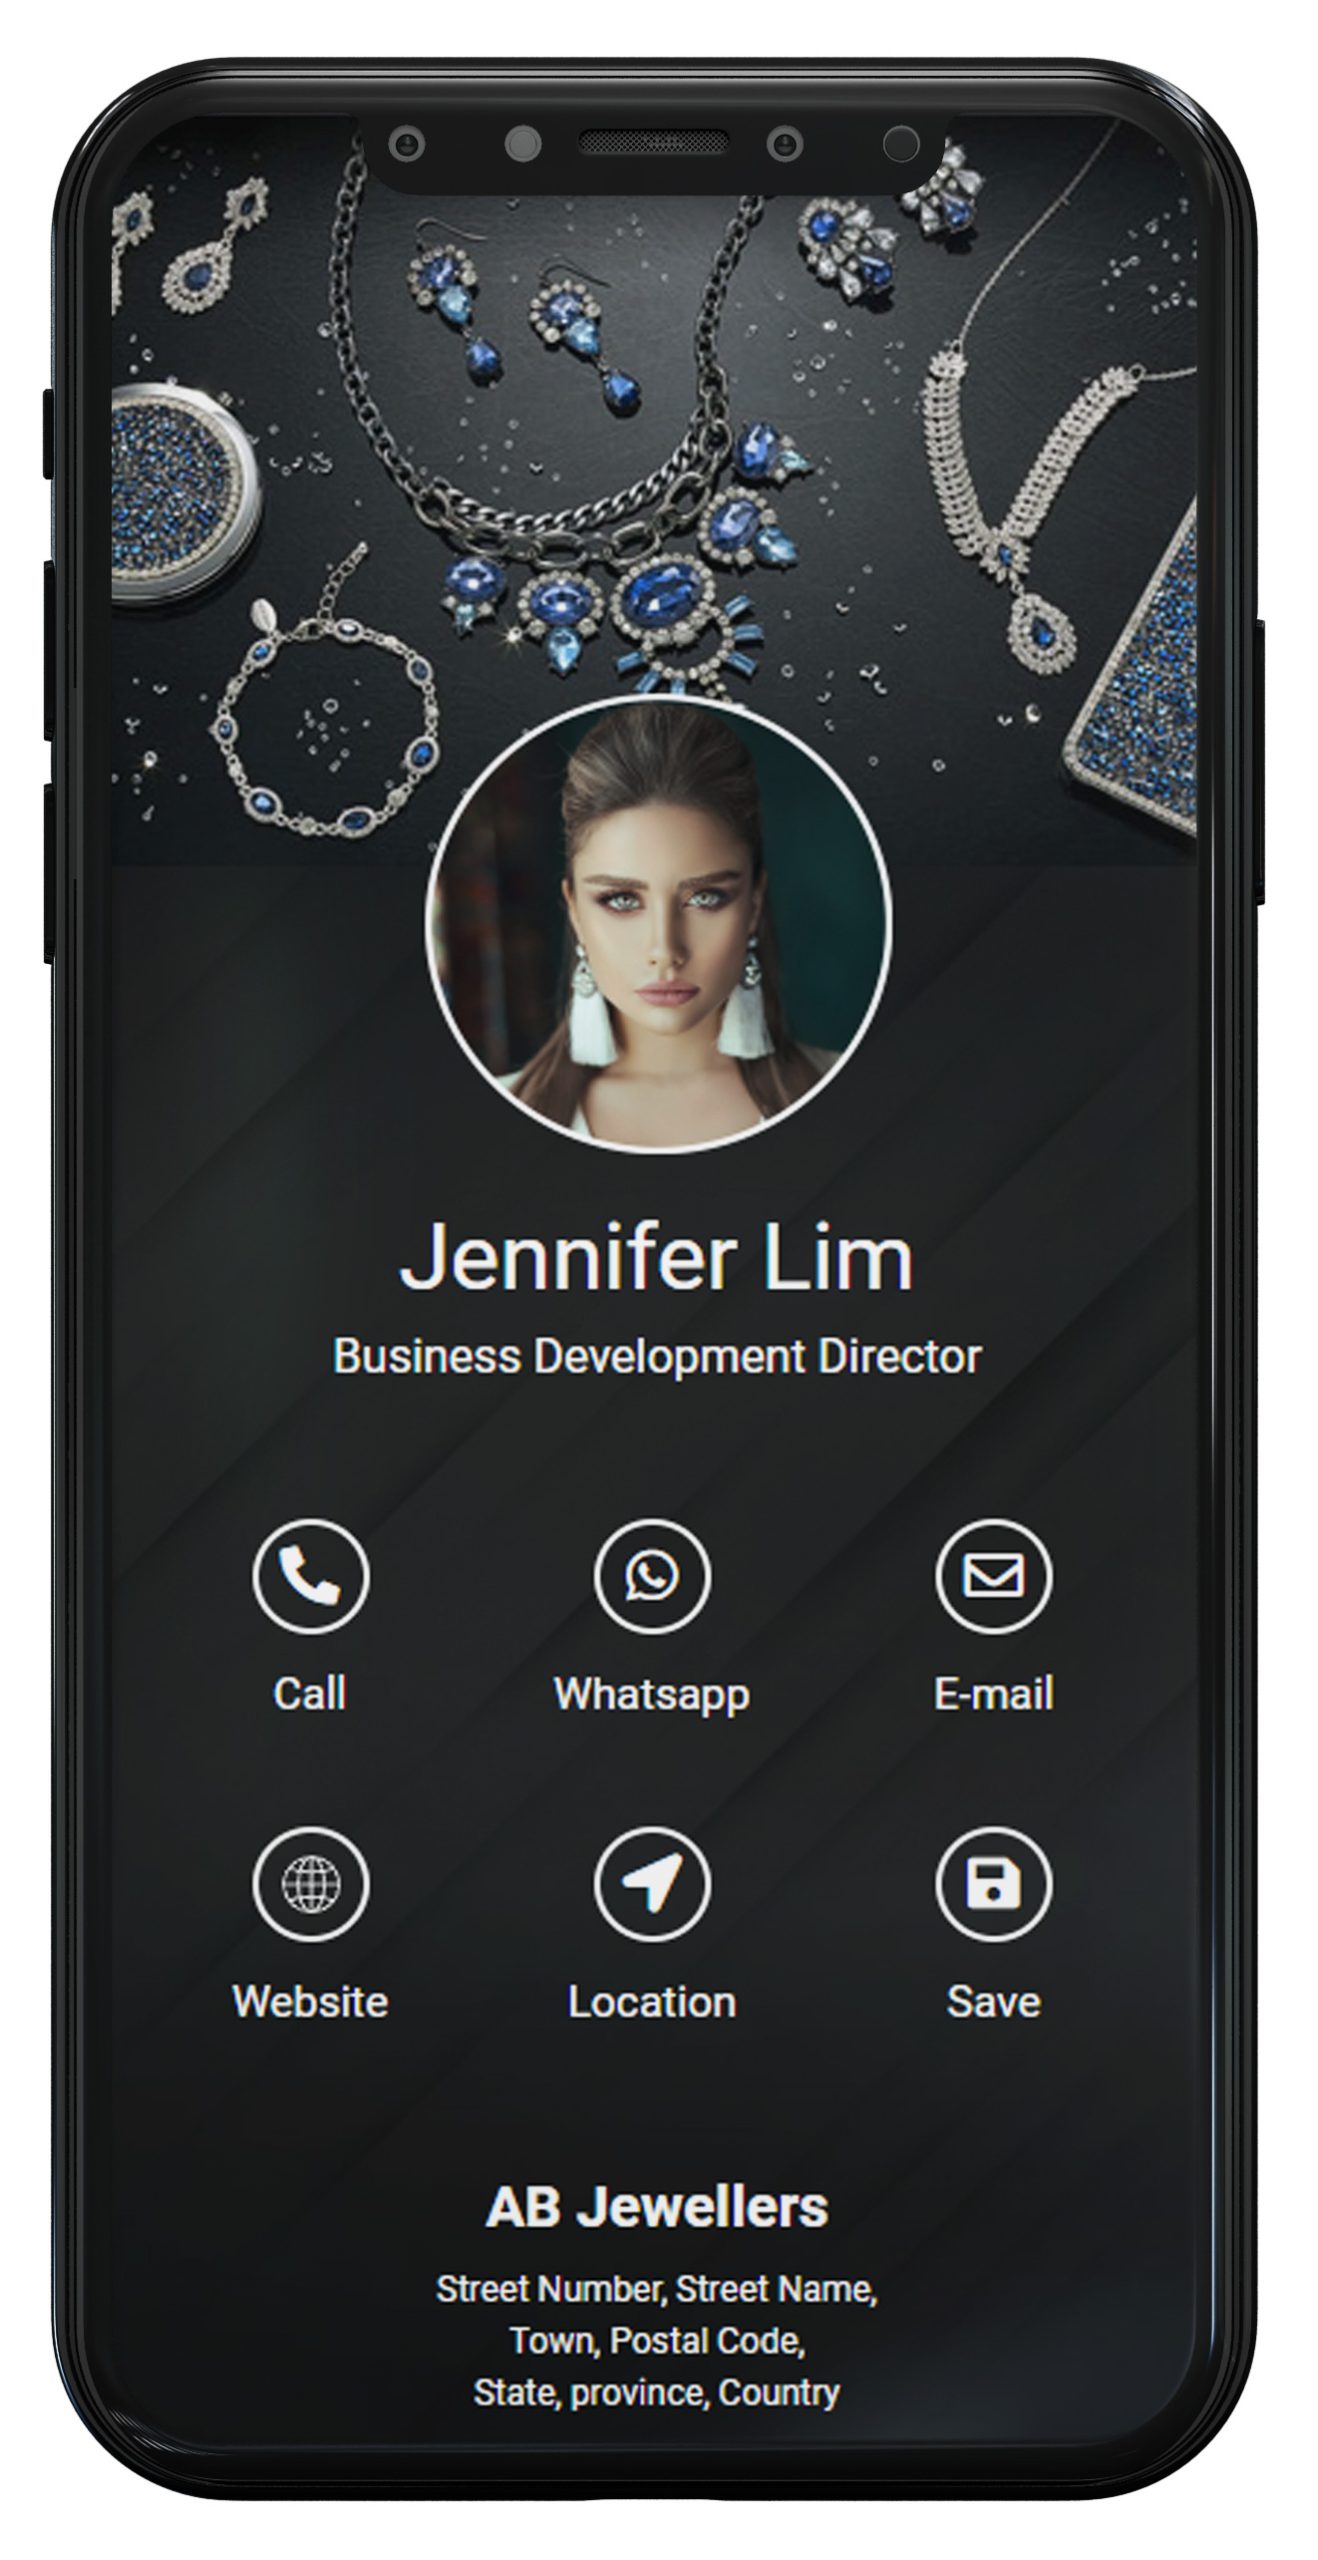 Jennifer Lim
Business Development Director
Call
Whatsapp
E-mail
Website
Location
Save
AB Jewellers
Street Number, Street Name,
Town, Postal Code,
State, province, Country